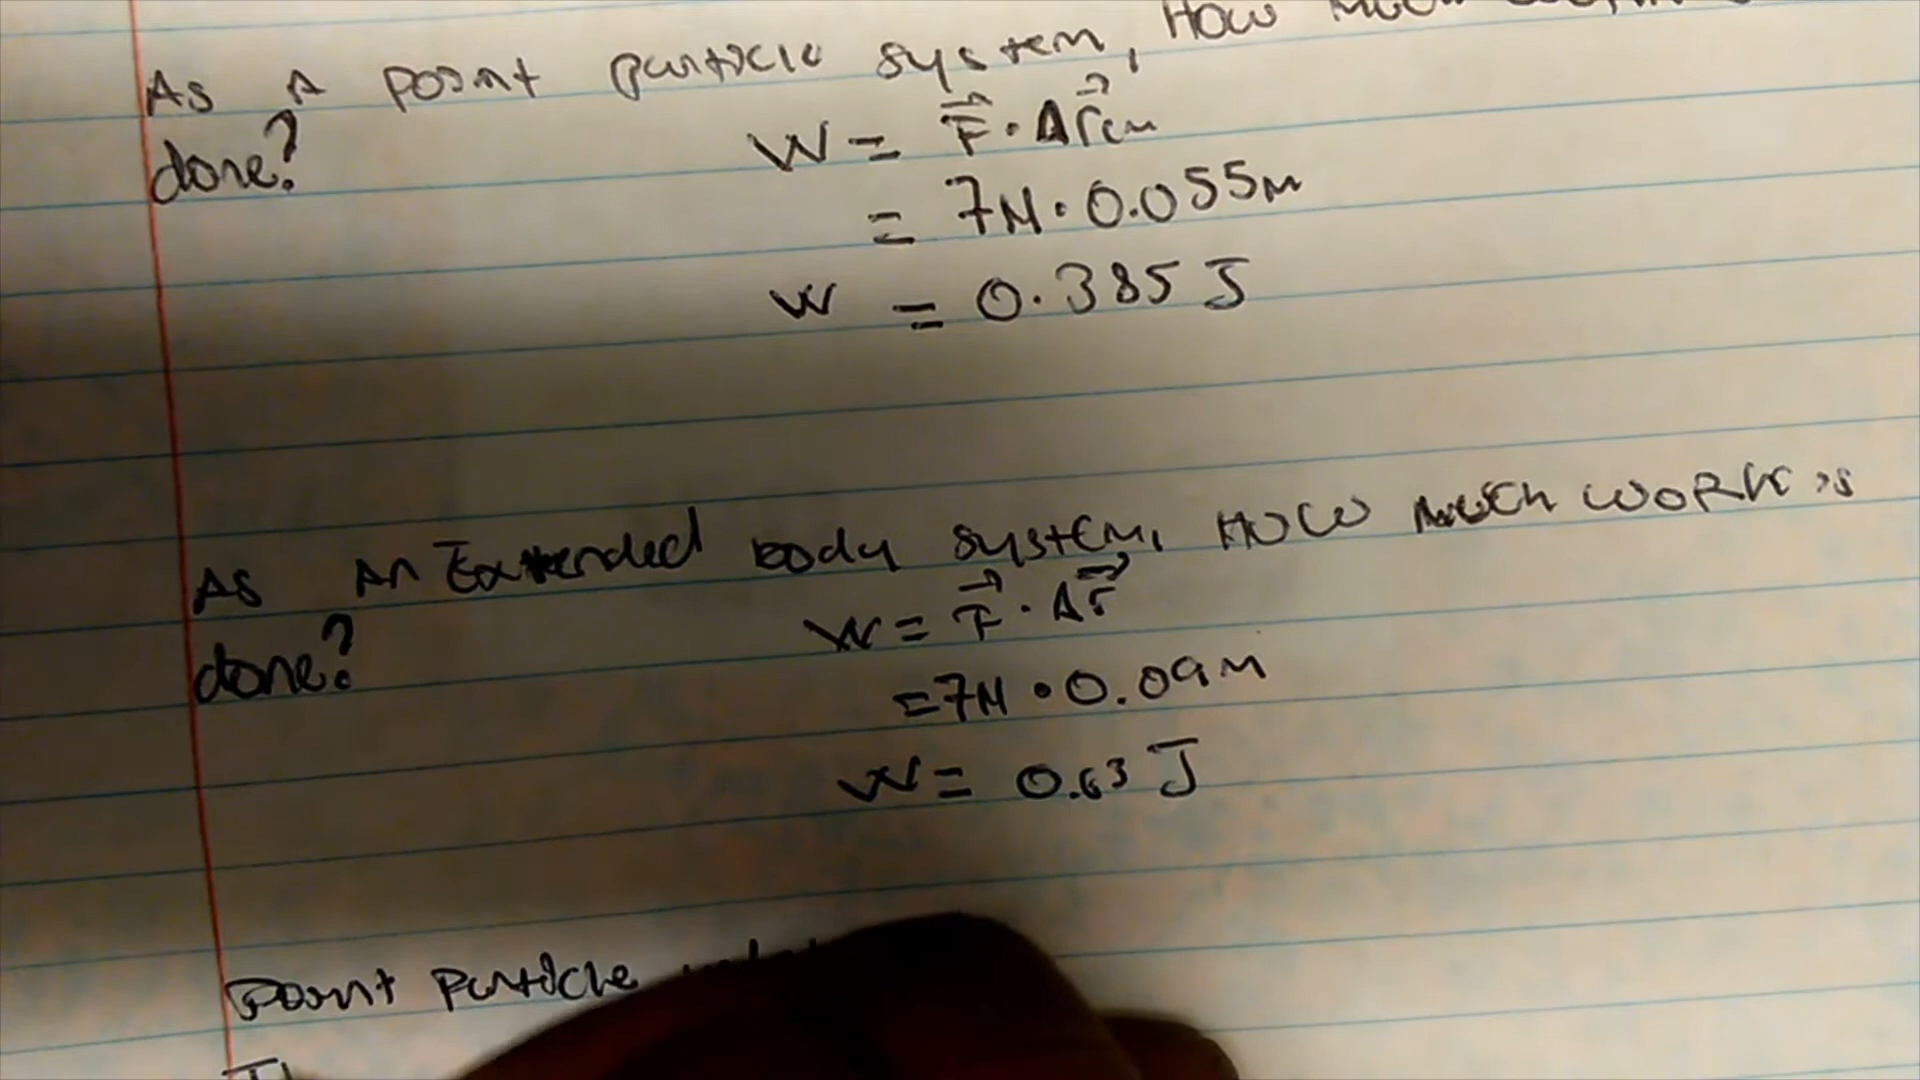 As A point particle system, How much
done?
W = F⃗ · Δr⃗cm
= 7N · 0.055m
W = 0.385 J
As An Extended body system, How much work is
done?
W = F⃗ · Δr⃗
= 7N · 0.09m
W = 0.63 J
Point Particle